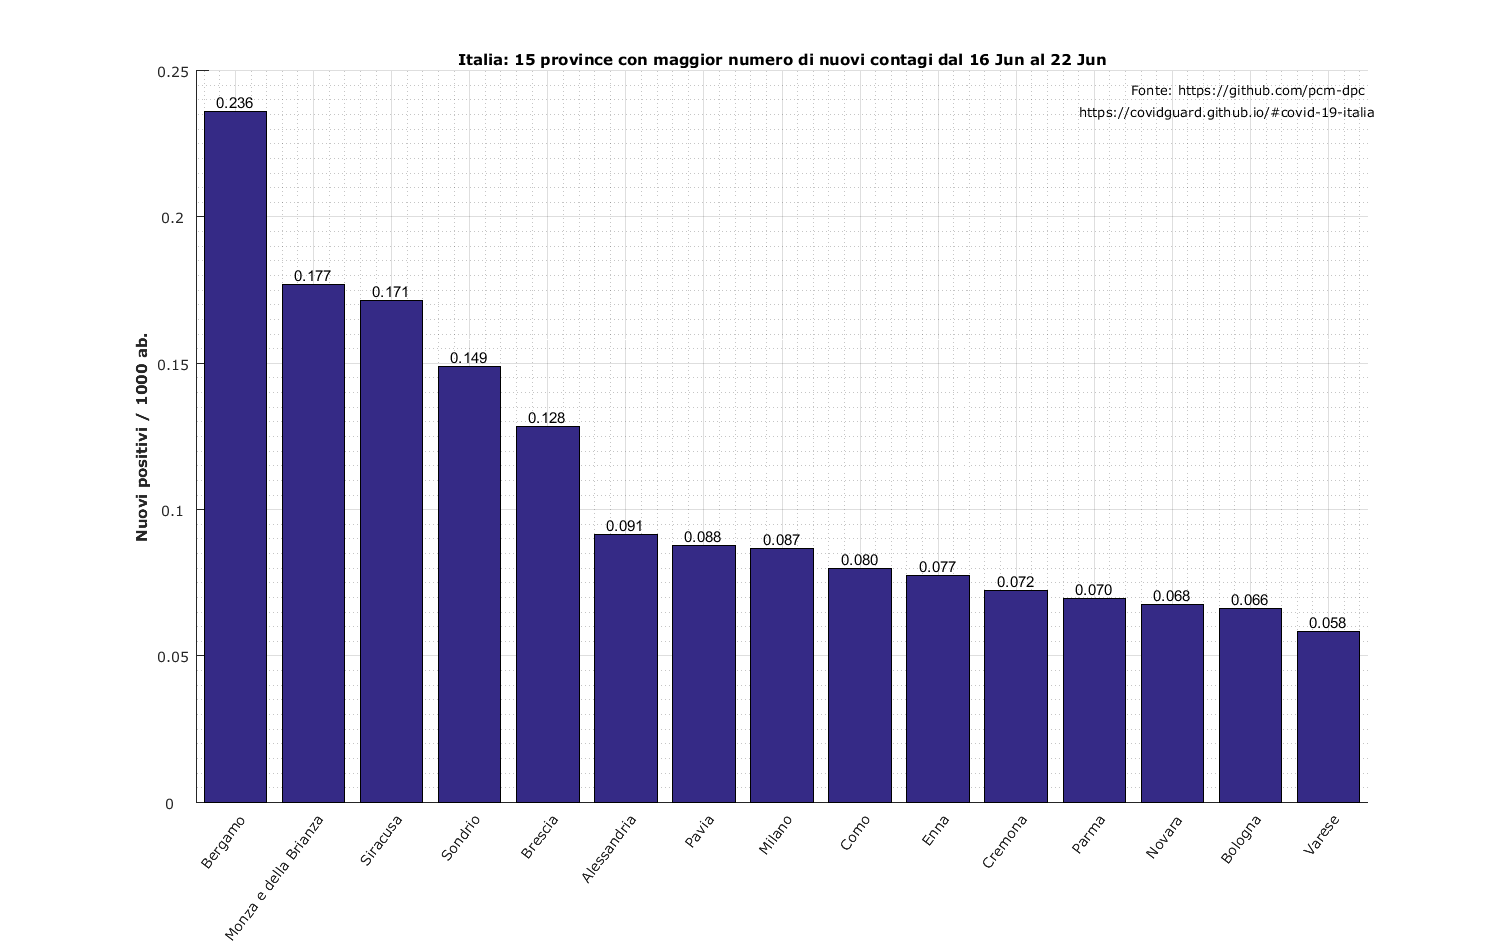 Italia: 15 province con maggior numero di nuovi contagi dal 16 Jun al 22 Jun
Fonte: https://github.com/pcm-dpc
https://covidguard.github.io/#covid-19-italia
Nuovi positivi / 1000 ab.
0.25
0.2
0.15
0.1
0.05
0
0.236
0.177
0.171
0.149
0.128
0.091
0.088
0.087
0.080
0.077
0.072
0.070
0.068
0.066
0.058
Bergamo
Monza e della Brianza
Siracusa
Sondrio
Brescia
Alessandria
Pavia
Milano
Como
Enna
Cremona
Parma
Novara
Bologna
Varese